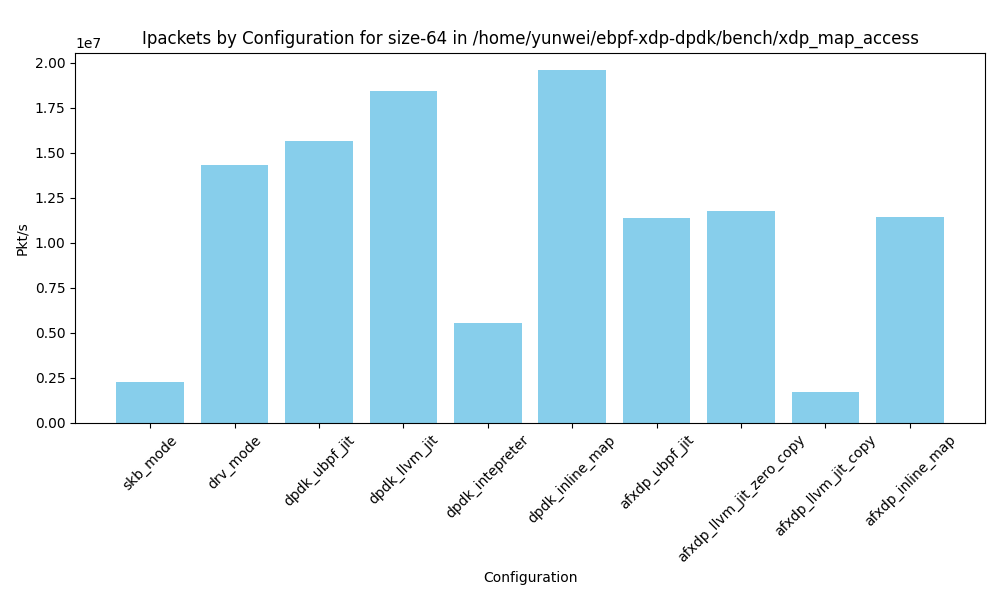 Ipackets by Configuration for size-64 in /home/yunwei/ebpf-xdp-dpdk/bench/xdp_map_access
1e7
2.00
1.75
1.50
1.25
1.00
0.75
0.50
0.25
0.00
Pkt/s
skb_mode
drv_mode
dpdk_ubpf_jit
dpdk_llvm_jit
dpdk_intepreter
dpdk_inline_map
afxdp_ubpf_jit
afxdp_llvm_jit_zero_copy
afxdp_llvm_jit_copy
afxdp_inline_map
Configuration